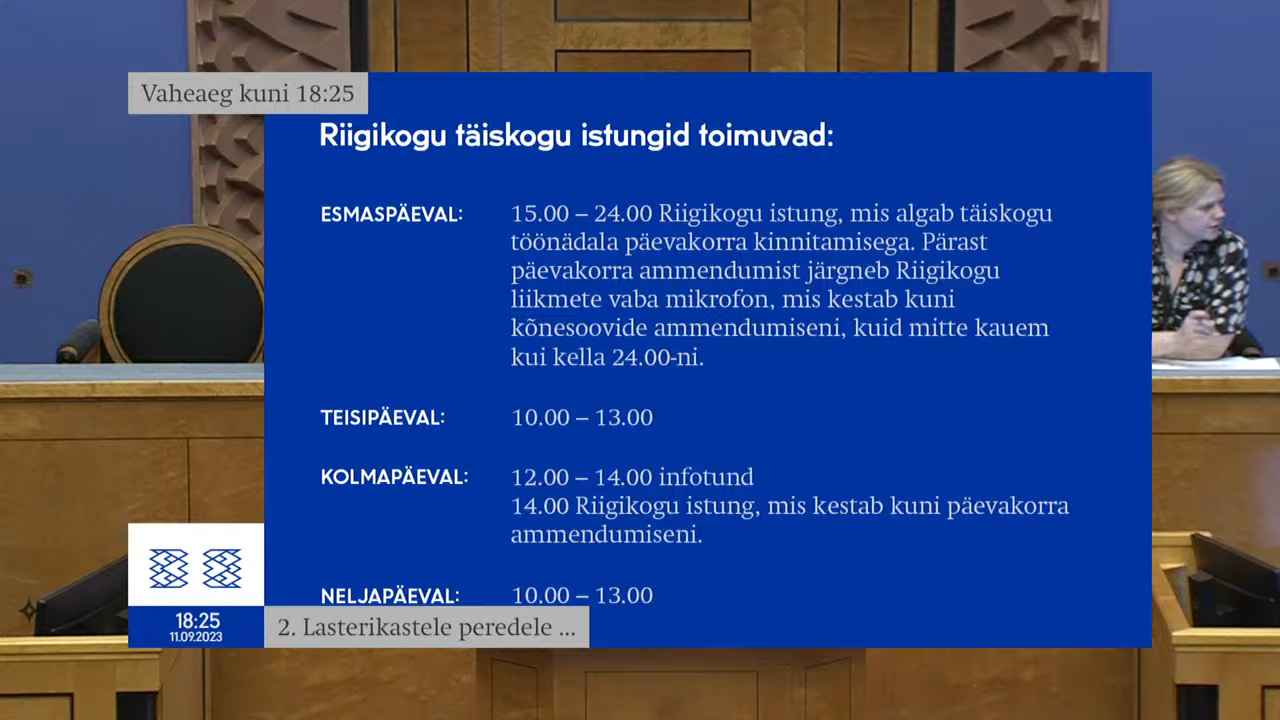 Vaheaeg kuni 18:25
Riigikogu täiskogu istungid toimuvad:
ESMASPÄEVAL:
15.00 – 24.00 Riigikogu istung, mis algab täiskogu
töönädala päevakorra kinnitamisega. Pärast
päevakorra ammendumist järgneb Riigikogu
liikmete vaba mikrofon, mis kestab kuni
kõnesoovide ammendumiseni, kuid mitte kauem
kui kella 24.00-ni.
TEISIPÄEVAL:
10.00 – 13.00
KOLMAPÄEVAL:
12.00 – 14.00 infotund
14.00 Riigikogu istung, mis kestab kuni päevakorra
ammendumiseni.
NELJAPÄEVAL:
10.00 – 13.00
18:25
11.09.2023
2. Lasterikastele peredele ...